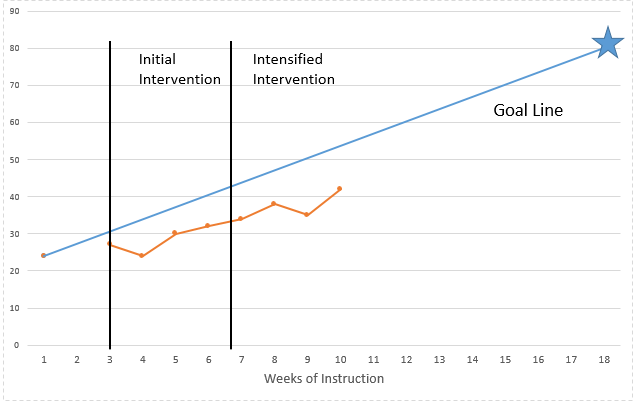 90
80
70
60
50
40
30
20
10
0
Initial
Intervention
Intensified
Intervention
Goal Line
1 3 4 5 6 7 8 9 10 11 12 13 14 15 16 17 18
Weeks of Instruction